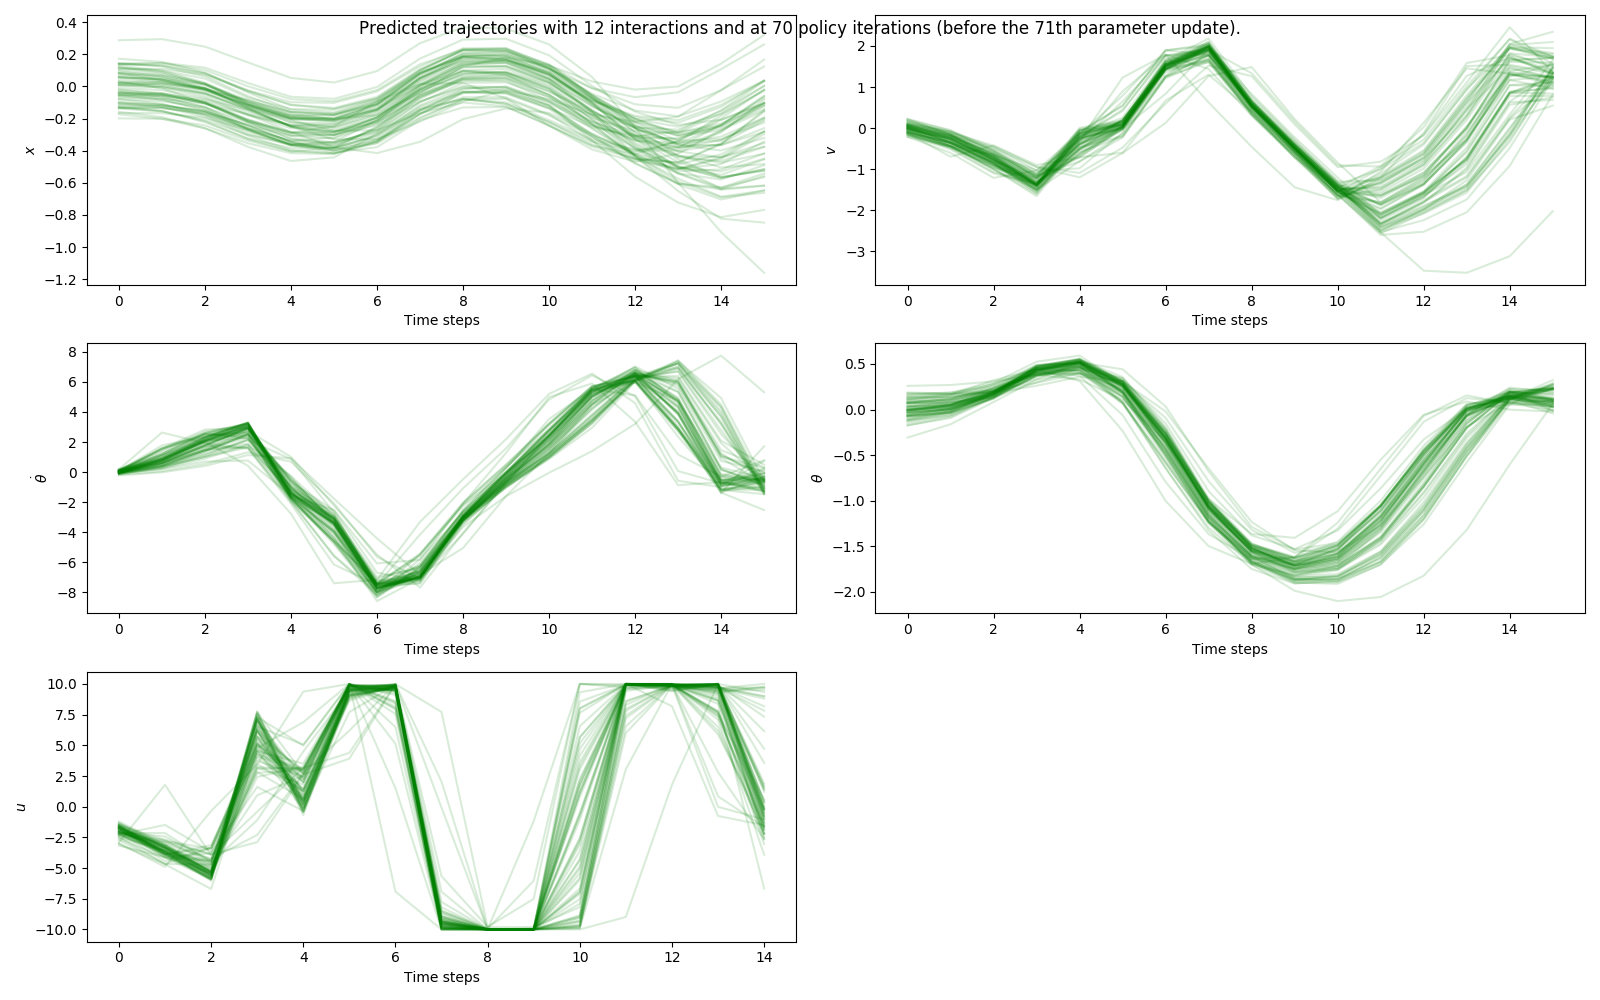 Predicted trajectories with 12 interactions and at 70 policy iterations (before the 71th parameter update).
0.4
0.2
0.0
−0.2
−0.4
−0.6
−0.8
−1.0
−1.2
x
0 2 4 6 8 10 12 14
Time steps
2
1
0
−1
−2
−3
v
0 2 4 6 8 10 12 14
Time steps
8
6
4
2
0
−2
−4
−6
−8
θ̇
0 2 4 6 8 10 12 14
Time steps
0.5
0.0
−0.5
−1.0
−1.5
−2.0
θ
0 2 4 6 8 10 12 14
Time steps
10.0
7.5
5.0
2.5
0.0
−2.5
−5.0
−7.5
−10.0
u
0 2 4 6 8 10 12 14
Time steps